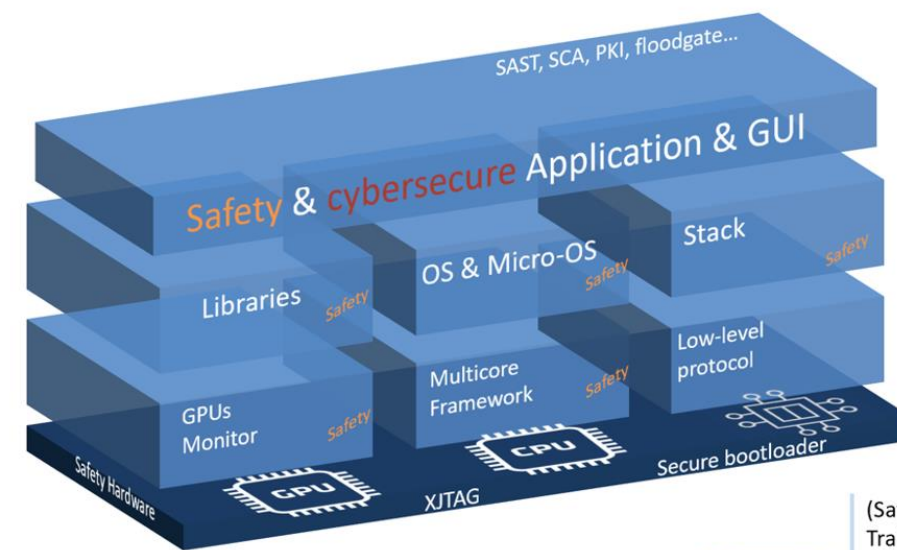 SAST, SCA, PKI, floodgate...
Safety & cybersecure Application & GUI
Libraries
Safety
OS & Micro-OS
Safety
Stack
Safety
GPUs
Monitor
Safety
Multicore
Framework
Safety
Low-level
protocol
Safety Hardware
GPU
XJTAG
CPU
Secure bootloader